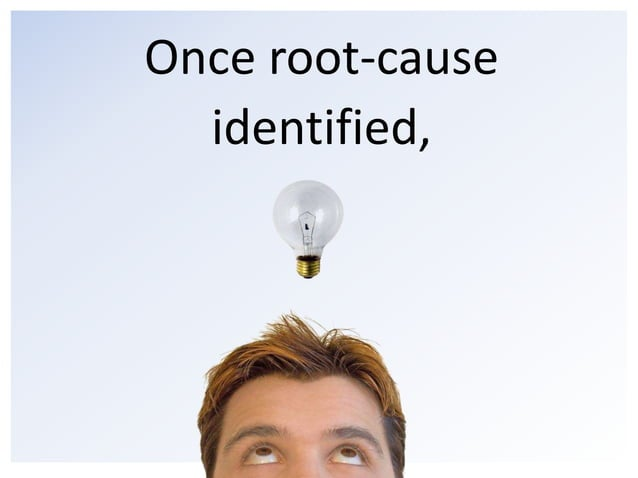 Once root-cause
identified,